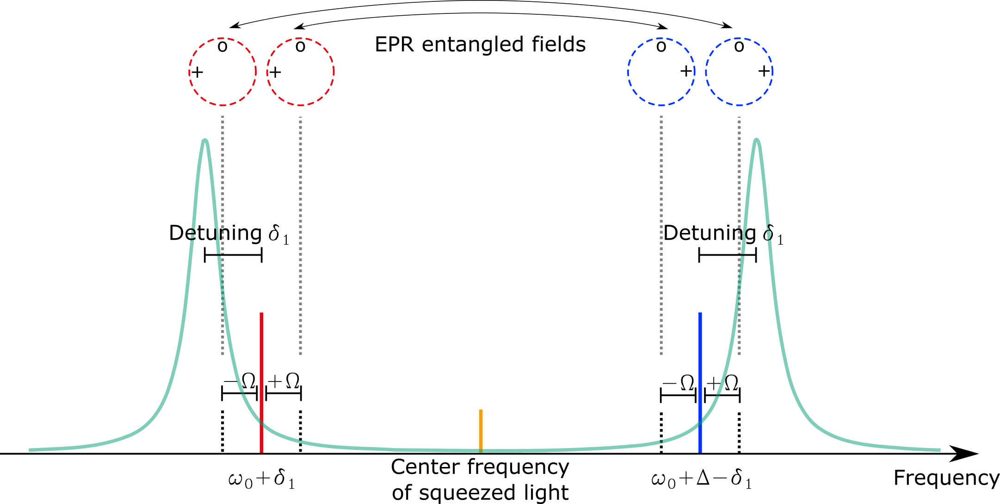 o o EPR entangled fields o o
+ + + +
Detuning δ₁ Detuning δ₁
−Ω +Ω −Ω +Ω
ω₀+δ₁ Center frequency ω₀+Δ−δ₁ Frequency
of squeezed light